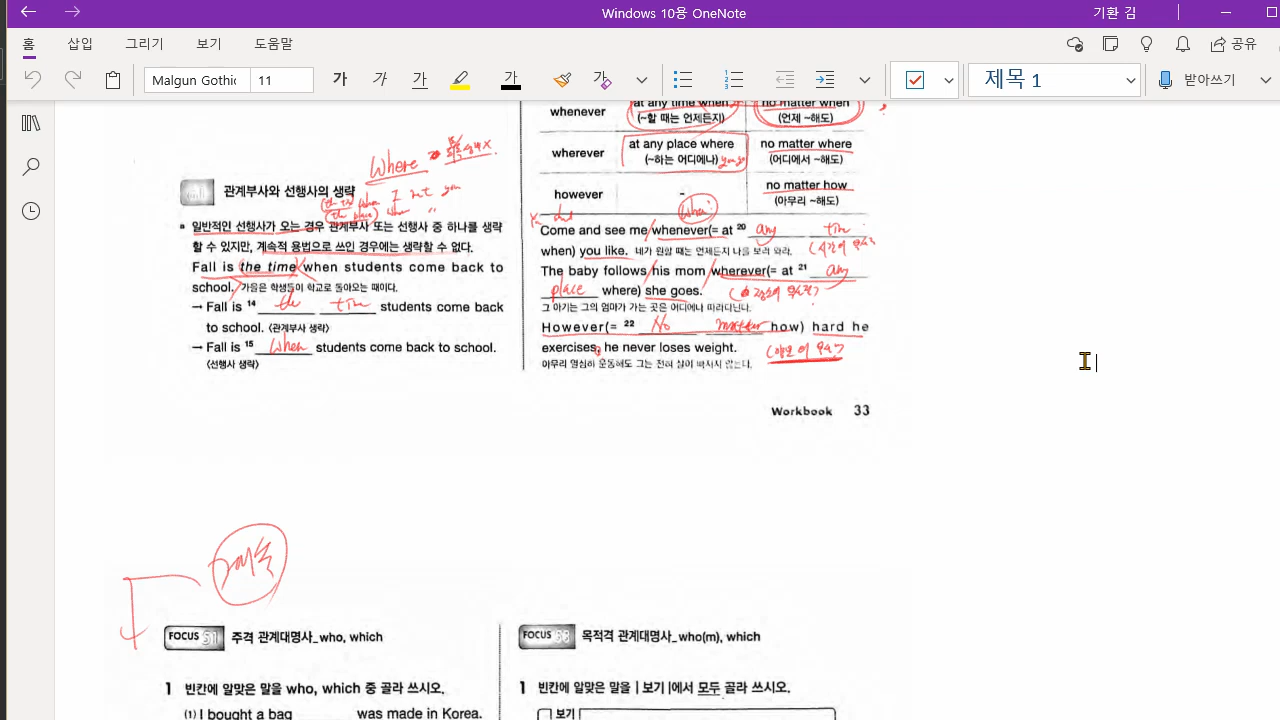 Windows 10용 OneNote
기환 김
홈 삽입 그리기 보기 도움말
공유
Malgun Gothic 11 가 가 가 가 가 제목 1 받아쓰기
whenever at any time when no matter when
(~할 때는 언제든지) (언제 ~해도)
wherever at any place where no matter where
(~하는 어디에나) (어디에서 ~해도)
however - no matter how
(아무리 ~해도)
Where
관계부사와 선행사의 생략
일반적인 선행사가 오는 경우 관계부사 또는 선행사 중 하나를 생략
할 수 있지만, 계속적 용법으로 쓰인 경우에는 생략할 수 없다.
Fall is the time when students come back to
school. 가을은 학생들이 학교로 돌아오는 때이다.
→ Fall is 14 the time students come back
to school. <관계부사 생략>
→ Fall is 15 when students come back to school.
<선행사 생략>
Come and see me whenever(= at 20 any time
when) you like. 네가 원할 때는 언제든지 나를 보러 와라.
The baby follows his mom wherever(= at 21 any
place where) she goes.
그 아기는 그의 엄마가 가는 곳은 어디에나 따라다닌다.
However(= 22 No matter how) hard he
exercises, he never loses weight.
아무리 열심히 운동해도 그는 전혀 살이 빠지지 않는다.
Workbook 33
FOCUS 51 주격 관계대명사_who, which
1 빈칸에 알맞은 말을 who, which 중 골라 쓰시오.
(1) I bought a bag ______ was made in Korea.
FOCUS 목적격 관계대명사_who(m), which
1 빈칸에 알맞은 말을 | 보기 |에서 모두 골라 쓰시오.
보기